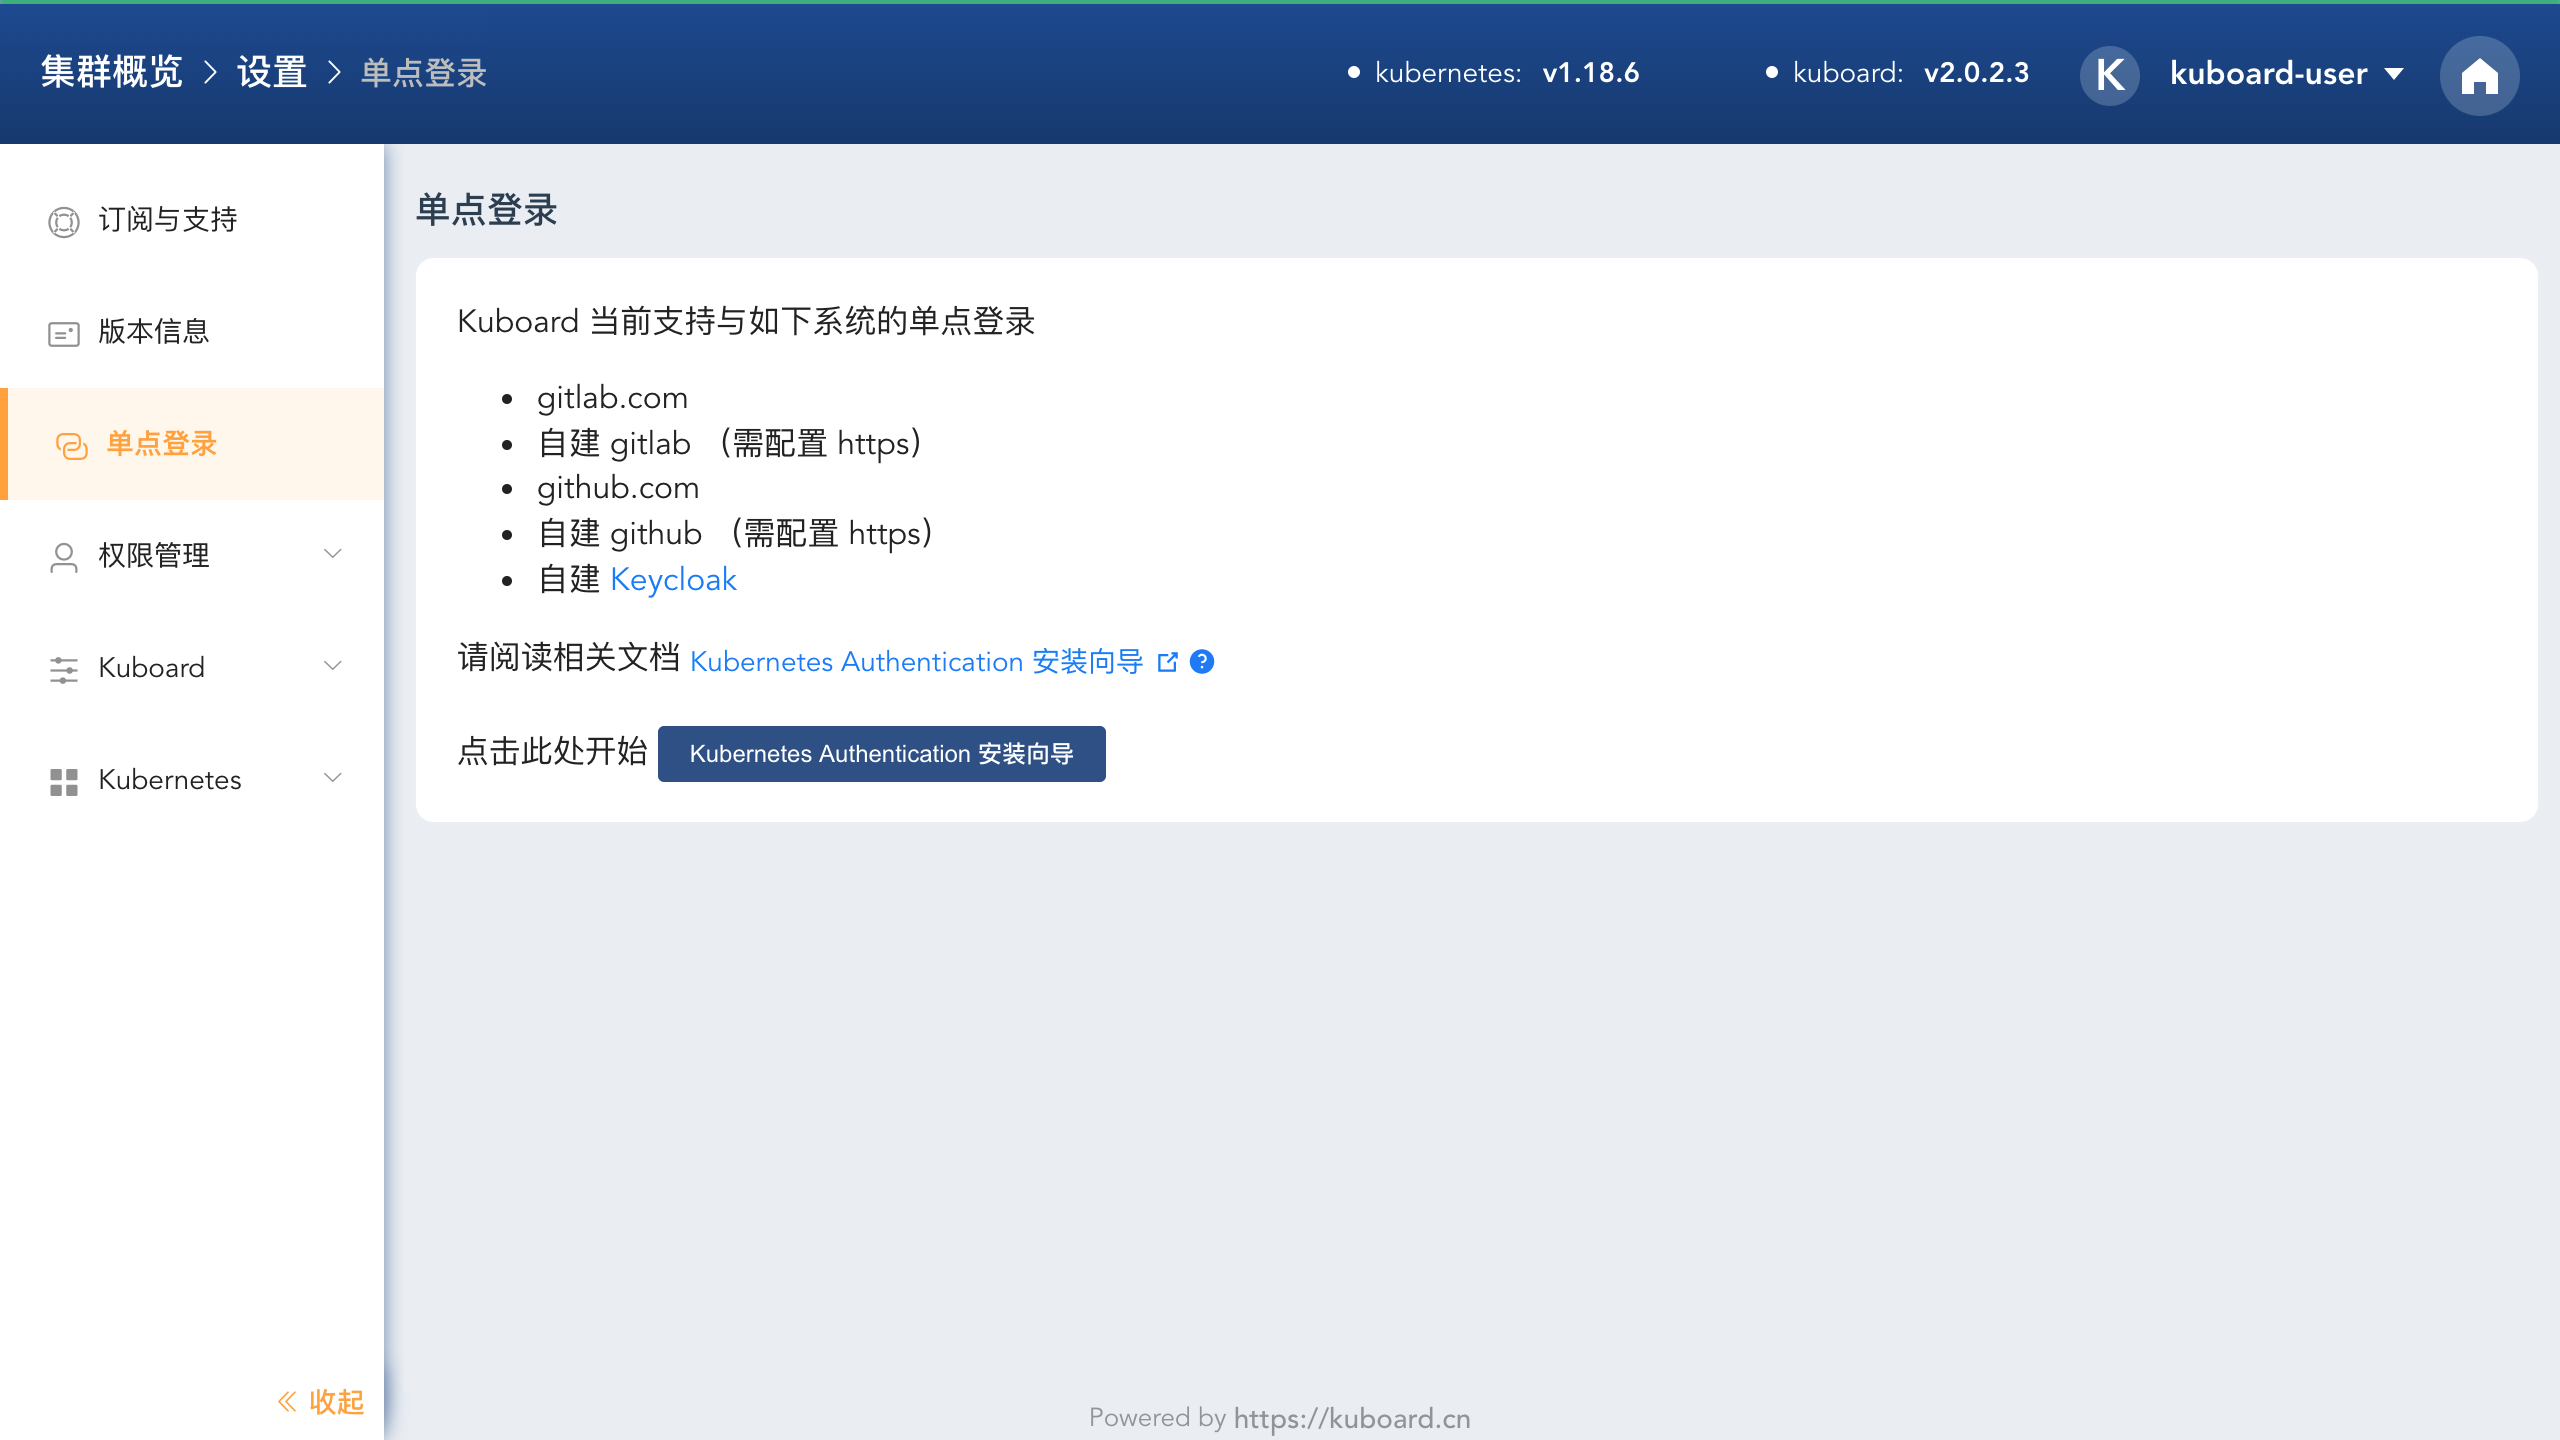 集群概览 > 设置 > 单点登录
kubernetes: v1.18.6
kuboard: v2.0.2.3
K kuboard-user
订阅与支持
版本信息
单点登录
权限管理
Kuboard
Kubernetes
收起
单点登录
Kuboard 当前支持与如下系统的单点登录
• gitlab.com
• 自建 gitlab （需配置 https）
• github.com
• 自建 github （需配置 https）
• 自建 Keycloak
请阅读相关文档 Kubernetes Authentication 安装向导
点击此处开始 Kubernetes Authentication 安装向导
Powered by https://kuboard.cn